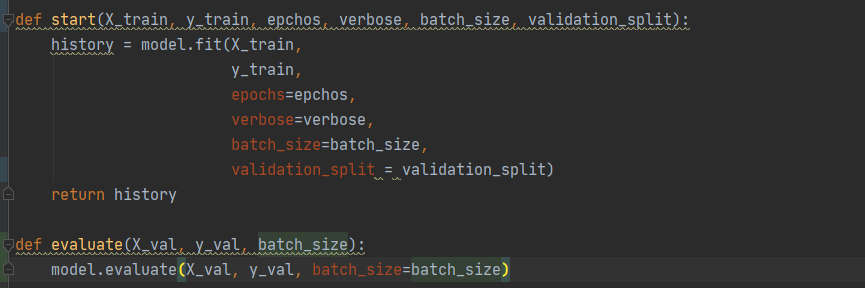 def start(X_train, y_train, epchos, verbose, batch_size, validation_split):
    history = model.fit(X_train,
                        y_train,
                        epochs=epchos,
                        verbose=verbose,
                        batch_size=batch_size,
                        validation_split = validation_split)
    return history
def evaluate(X_val, y_val, batch_size):
    model.evaluate(X_val, y_val, batch_size=batch_size)